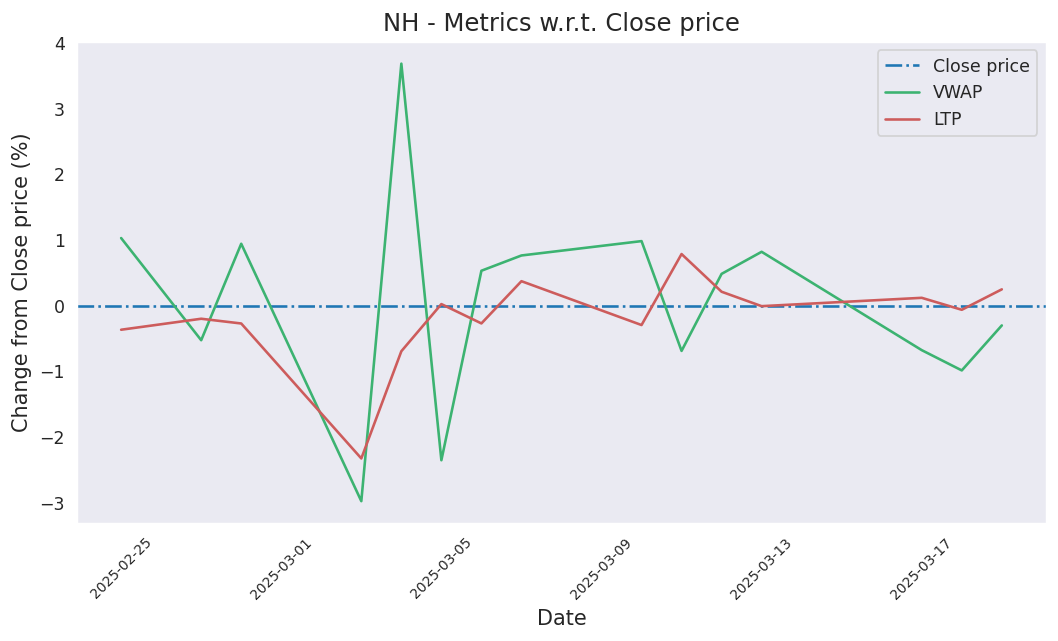 NH - Metrics w.r.t. Close price
Close price
VWAP
LTP
Change from Close price (%)
4
3
2
1
0
−1
−2
−3
2025-02-25
2025-03-01
2025-03-05
2025-03-09
2025-03-13
2025-03-17
Date